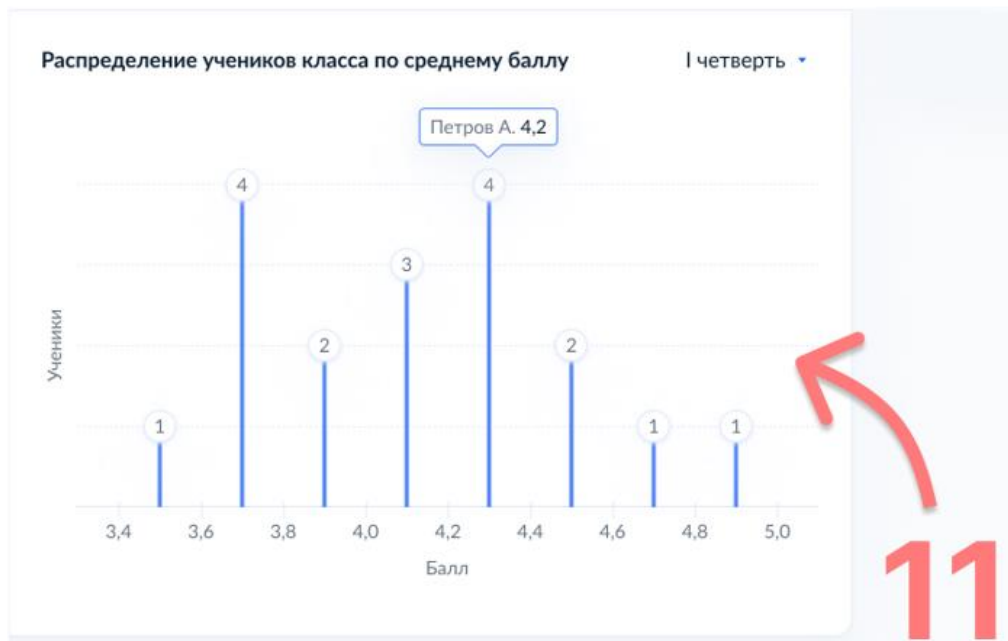 Распределение учеников класса по среднему баллу
I четверть
Петров А. 4,2
4
4
3
2
2
1
1
1
Ученики
3,4 3,6 3,8 4,0 4,2 4,4 4,6 4,8 5,0
Балл
11